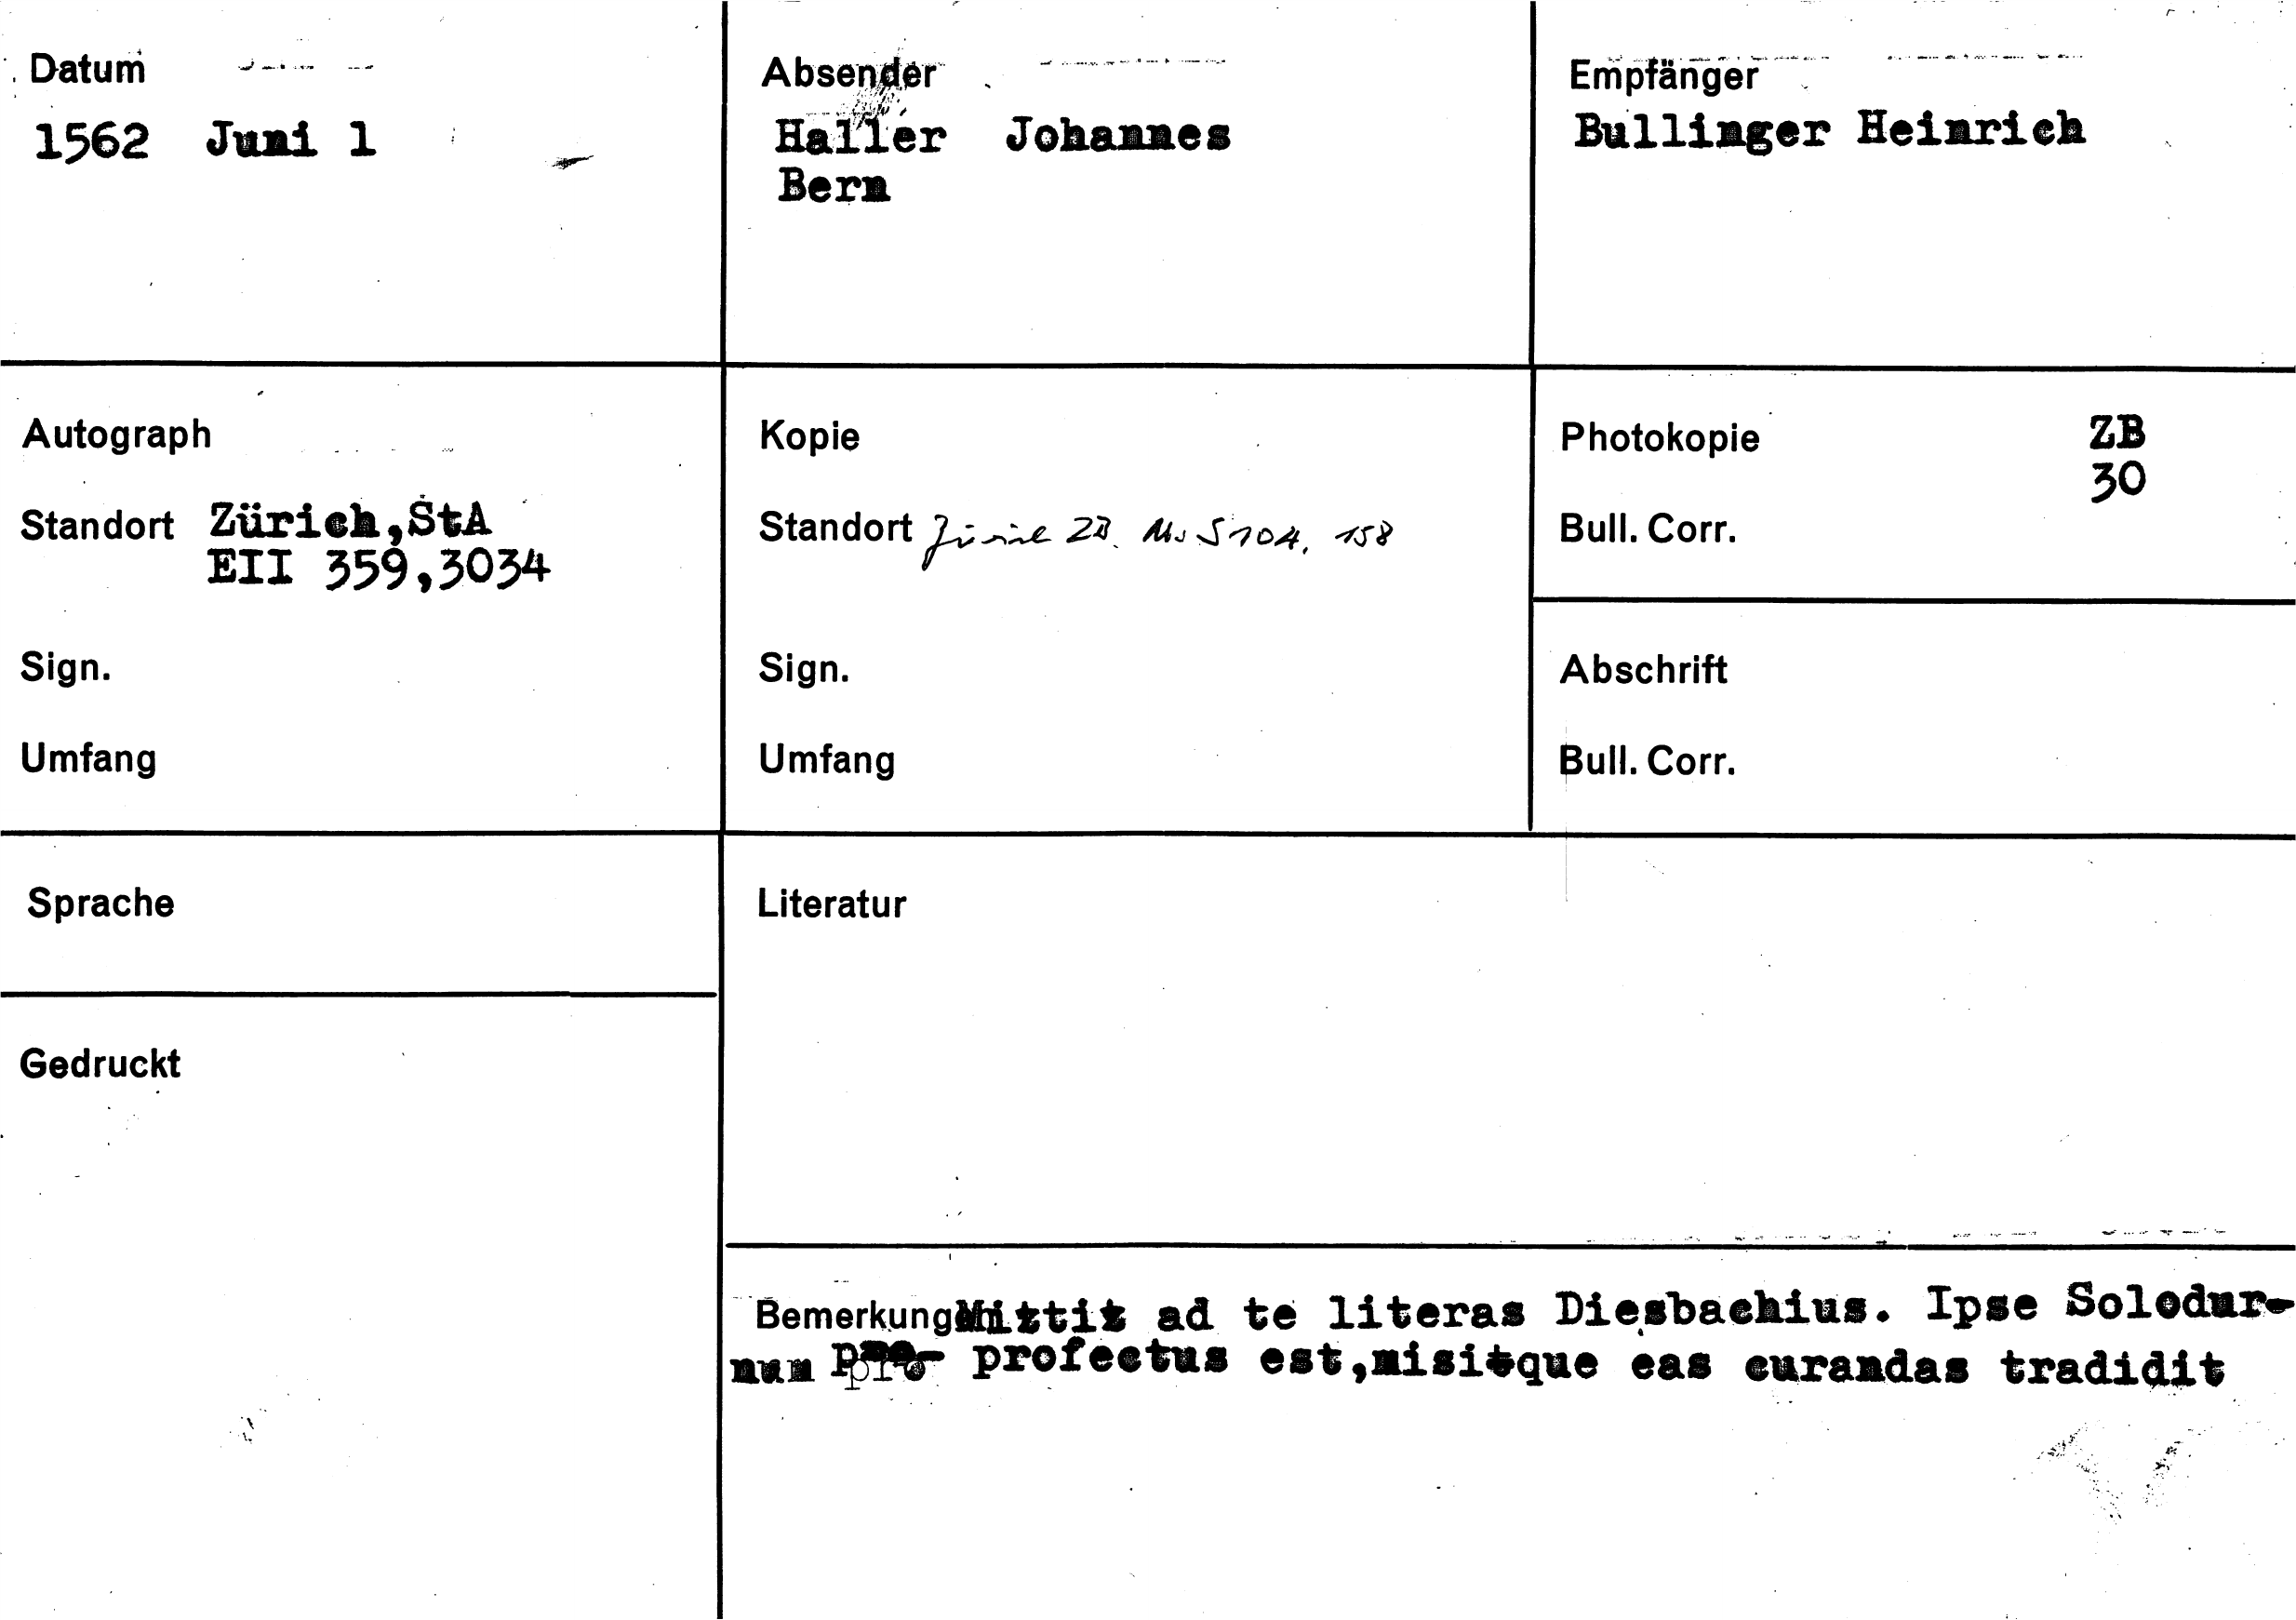 Datum
1562 Juni 1
Absender
Haller Johannes
Bern
Empfänger
Bullinger Heinrich
Autograph
Standort Zürich,StA
EII 359,3034
Sign.
Umfang
Kopie
Standort Zürich ZB. Ms S 104, 158
Sign.
Umfang
Photokopie ZB
30
Bull. Corr.
Abschrift
Bull. Corr.
Sprache
Literatur
Gedruckt
Bemerkung Mittit ad te literas Diesbachius. Ipse Solodur-
num pro- profectus est,misitque eas curandas tradidit